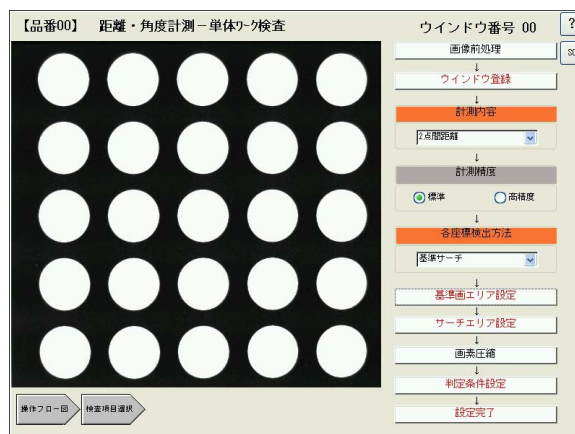 【品番00】 距離・角度計測－単体ワーク検査
ウインドウ番号 00
?
画像前処理
↓
ウインドウ登録
↓
計測内容
2点間距離
↓
計測精度
標準 高精度
↓
各座標検出方法
基準サーチ
↓
基準画エリア設定
↓
サーチエリア設定
↓
画素圧縮
↓
判定条件設定
↓
設定完了
操作フロー図 検査項目選択